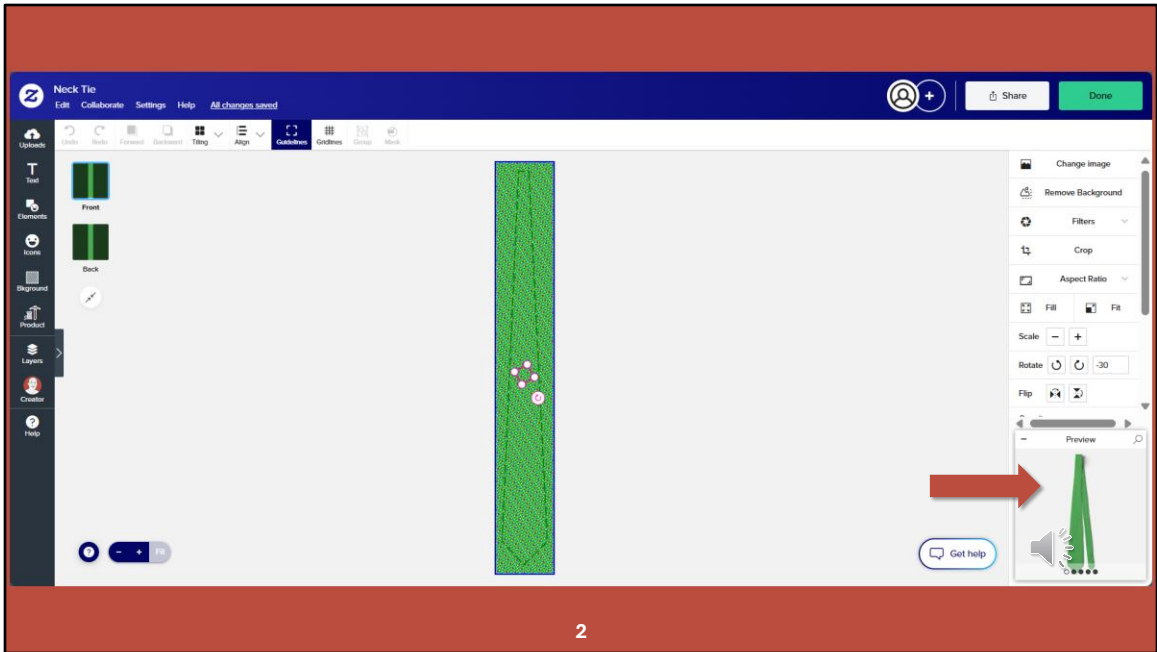 Z
Neck Tie
Edit Collaborate Settings Help All changes saved
+
Share
Done
Uploads
Text
Elements
Icons
Bkground
Product
Layers
Creator
Help
Undo Redo Forward Backward Tiling Align Guidelines Gridlines Group Mask
Front
Back
Change image
Remove Background
Filters
Crop
Aspect Ratio
Fill Fit
Scale - +
Rotate -30
Flip
- Preview
? - + Fit
Get help
2